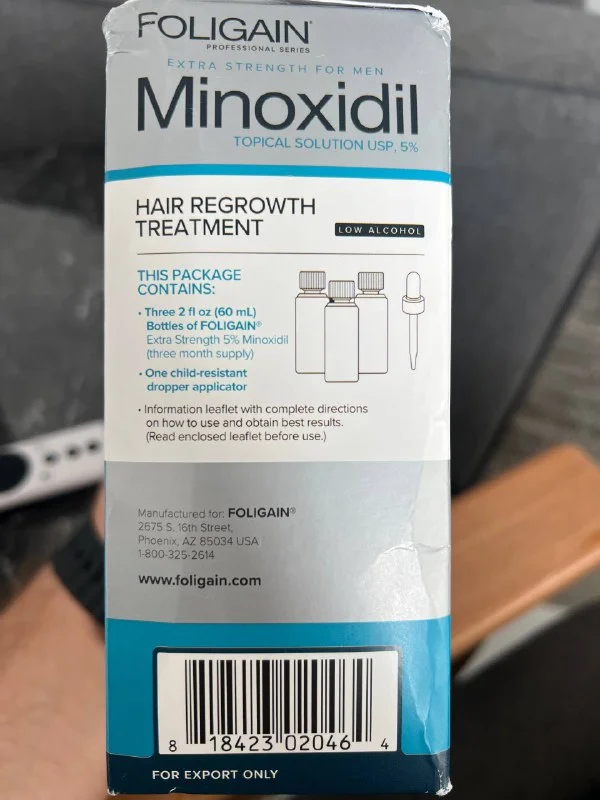 FOLIGAIN®
PROFESSIONAL SERIES
EXTRA STRENGTH FOR MEN
Minoxidil
TOPICAL SOLUTION USP, 5%
HAIR REGROWTH
TREATMENT
LOW ALCOHOL
THIS PACKAGE
CONTAINS:
• Three 2 fl oz (60 mL)
Bottles of FOLIGAIN®
Extra Strength 5% Minoxidil
(three month supply)
• One child-resistant
dropper applicator
• Information leaflet with complete directions
on how to use and obtain best results.
(Read enclosed leaflet before use.)
Manufactured for: FOLIGAIN®
2675 S. 16th Street,
Phoenix, AZ 85034 USA
1-800-325-2614
www.foligain.com
8 18423 02046 4
FOR EXPORT ONLY